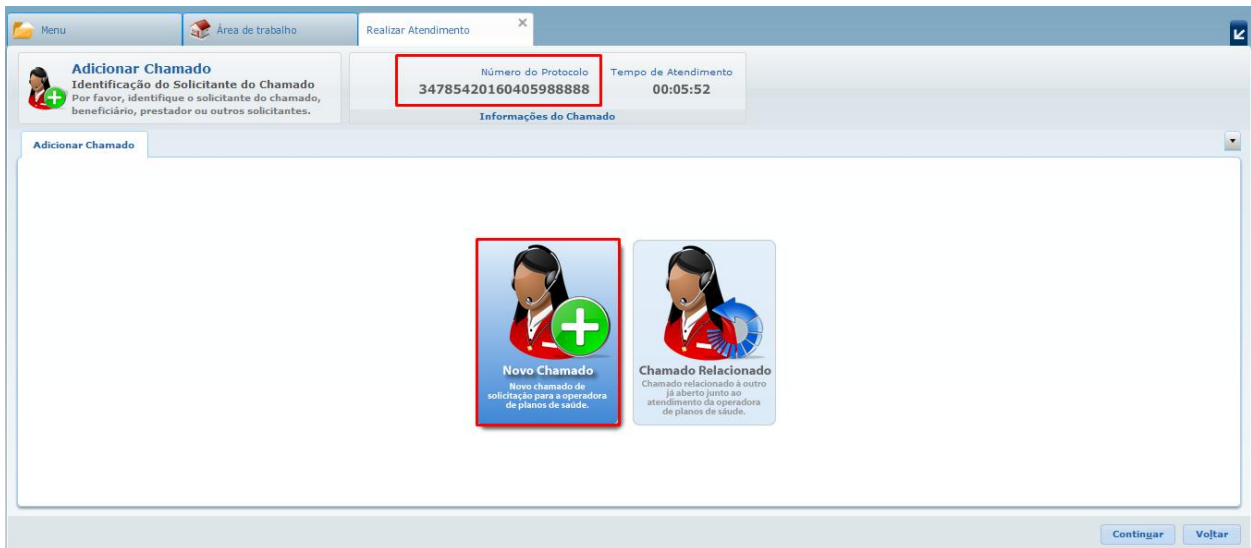 Menu
Área de trabalho
Realizar Atendimento
Adicionar Chamado
Identificação do Solicitante do Chamado
Por favor, identifique o solicitante do chamado,
beneficiário, prestador ou outros solicitantes.
Número do Protocolo
34785420160405988888
Tempo de Atendimento
00:05:52
Informações do Chamado
Adicionar Chamado
Novo Chamado
Novo chamado de
solicitação para a operadora
de planos de saúde.
Chamado Relacionado
Chamado relacionado à outro
já aberto junto ao
atendimento da operadora
de planos de sáude.
Continuar
Voltar